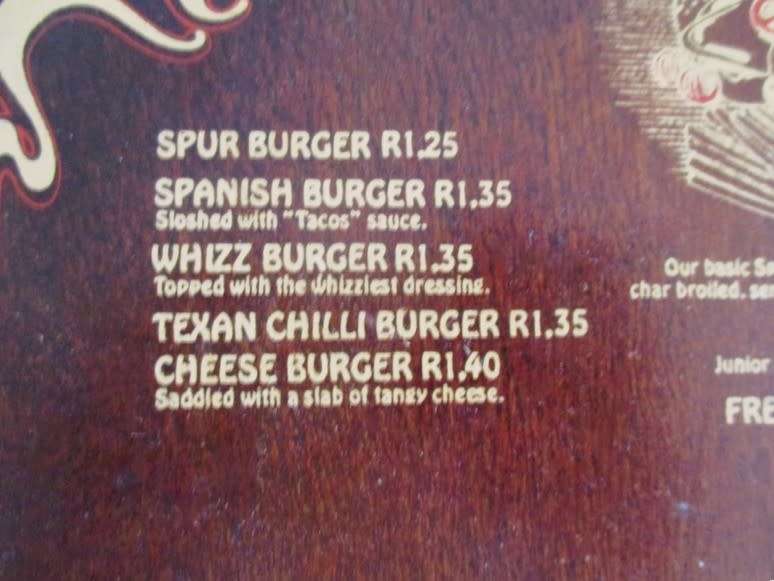 SPUR BURGER R1.25
SPANISH BURGER R1.35
Sloshed with "Tacos" sauce.
WHIZZ BURGER R1.35
Topped with the Whizziest dressing.
TEXAN CHILLI BURGER R1.35
CHEESE BURGER R1.40
Saddled with a slab of tangy cheese.
Our basic
char broiled.
Junior